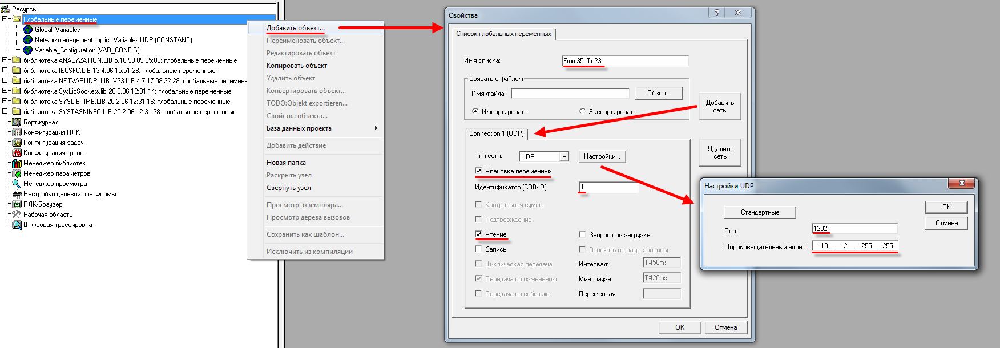 Ресурсы
Глобальные переменные
Global_Variables
Networkmanagement implicit Variables UDP (CONSTANT)
Variable_Configuration (VAR_CONFIG)
библиотека ANALYZATION.LIB 5.10.99 09:05:06: глобальные переменные
библиотека IECSFC.LIB 13.4.06 15:51:28: глобальные переменные
библиотека NETVARUDP_LIB_V23.LIB 4.7.17 08:32:28: глобальные перемен
библиотека SysLibSockets.lib*20.2.06 12:31:14: глобальные переменные
библиотека SYSLIBTIME.LIB 20.2.06 12:31:16: глобальные переменные
библиотека SYSTASKINFO.LIB 20.2.06 12:31:38: глобальные переменные
Бортжурнал
Конфигурация ПЛК
Конфигурация задач
Конфигурация тревог
Менеджер библиотек
Менеджер параметров
Менеджер просмотра
Настройки целевой платформы
ПЛК-Браузер
Рабочая область
Цифровая трассировка
Добавить объект...
Переименовать объект...
Редактировать объект
Копировать объект
Удалить объект
Конвертировать объект...
TODO:Objekt exportieren...
Свойства объекта...
База данных проекта
Добавить действие
Новая папка
Раскрыть узел
Свернуть узел
Просмотр экземпляра...
Просмотр дерева вызовов
Сохранить как шаблон...
Исключить из компиляции
Свойства
Список глобальных переменных
Имя списка: From35_To23
Связать с файлом
Имя файла: Обзор...
Импортировать Экспортировать
Добавить сеть
Удалить сеть
Connection 1 (UDP)
Тип сети: UDP Настройки...
Упаковка переменных
Идентификатор (COB-ID): 1
Контрольная сумма
Подтверждение
Чтение Запрос при загрузке
Запись Отвечать на загр. запросы
Циклическая передача Интервал: T#50ms
Передача по изменению Мин. пауза: T#20ms
Передача по событию Переменная:
OK Отмена
Настройки UDP
Стандартные OK
Отмена
Порт: 1202
Широковещательный адрес: 10 . 2 . 255 . 255